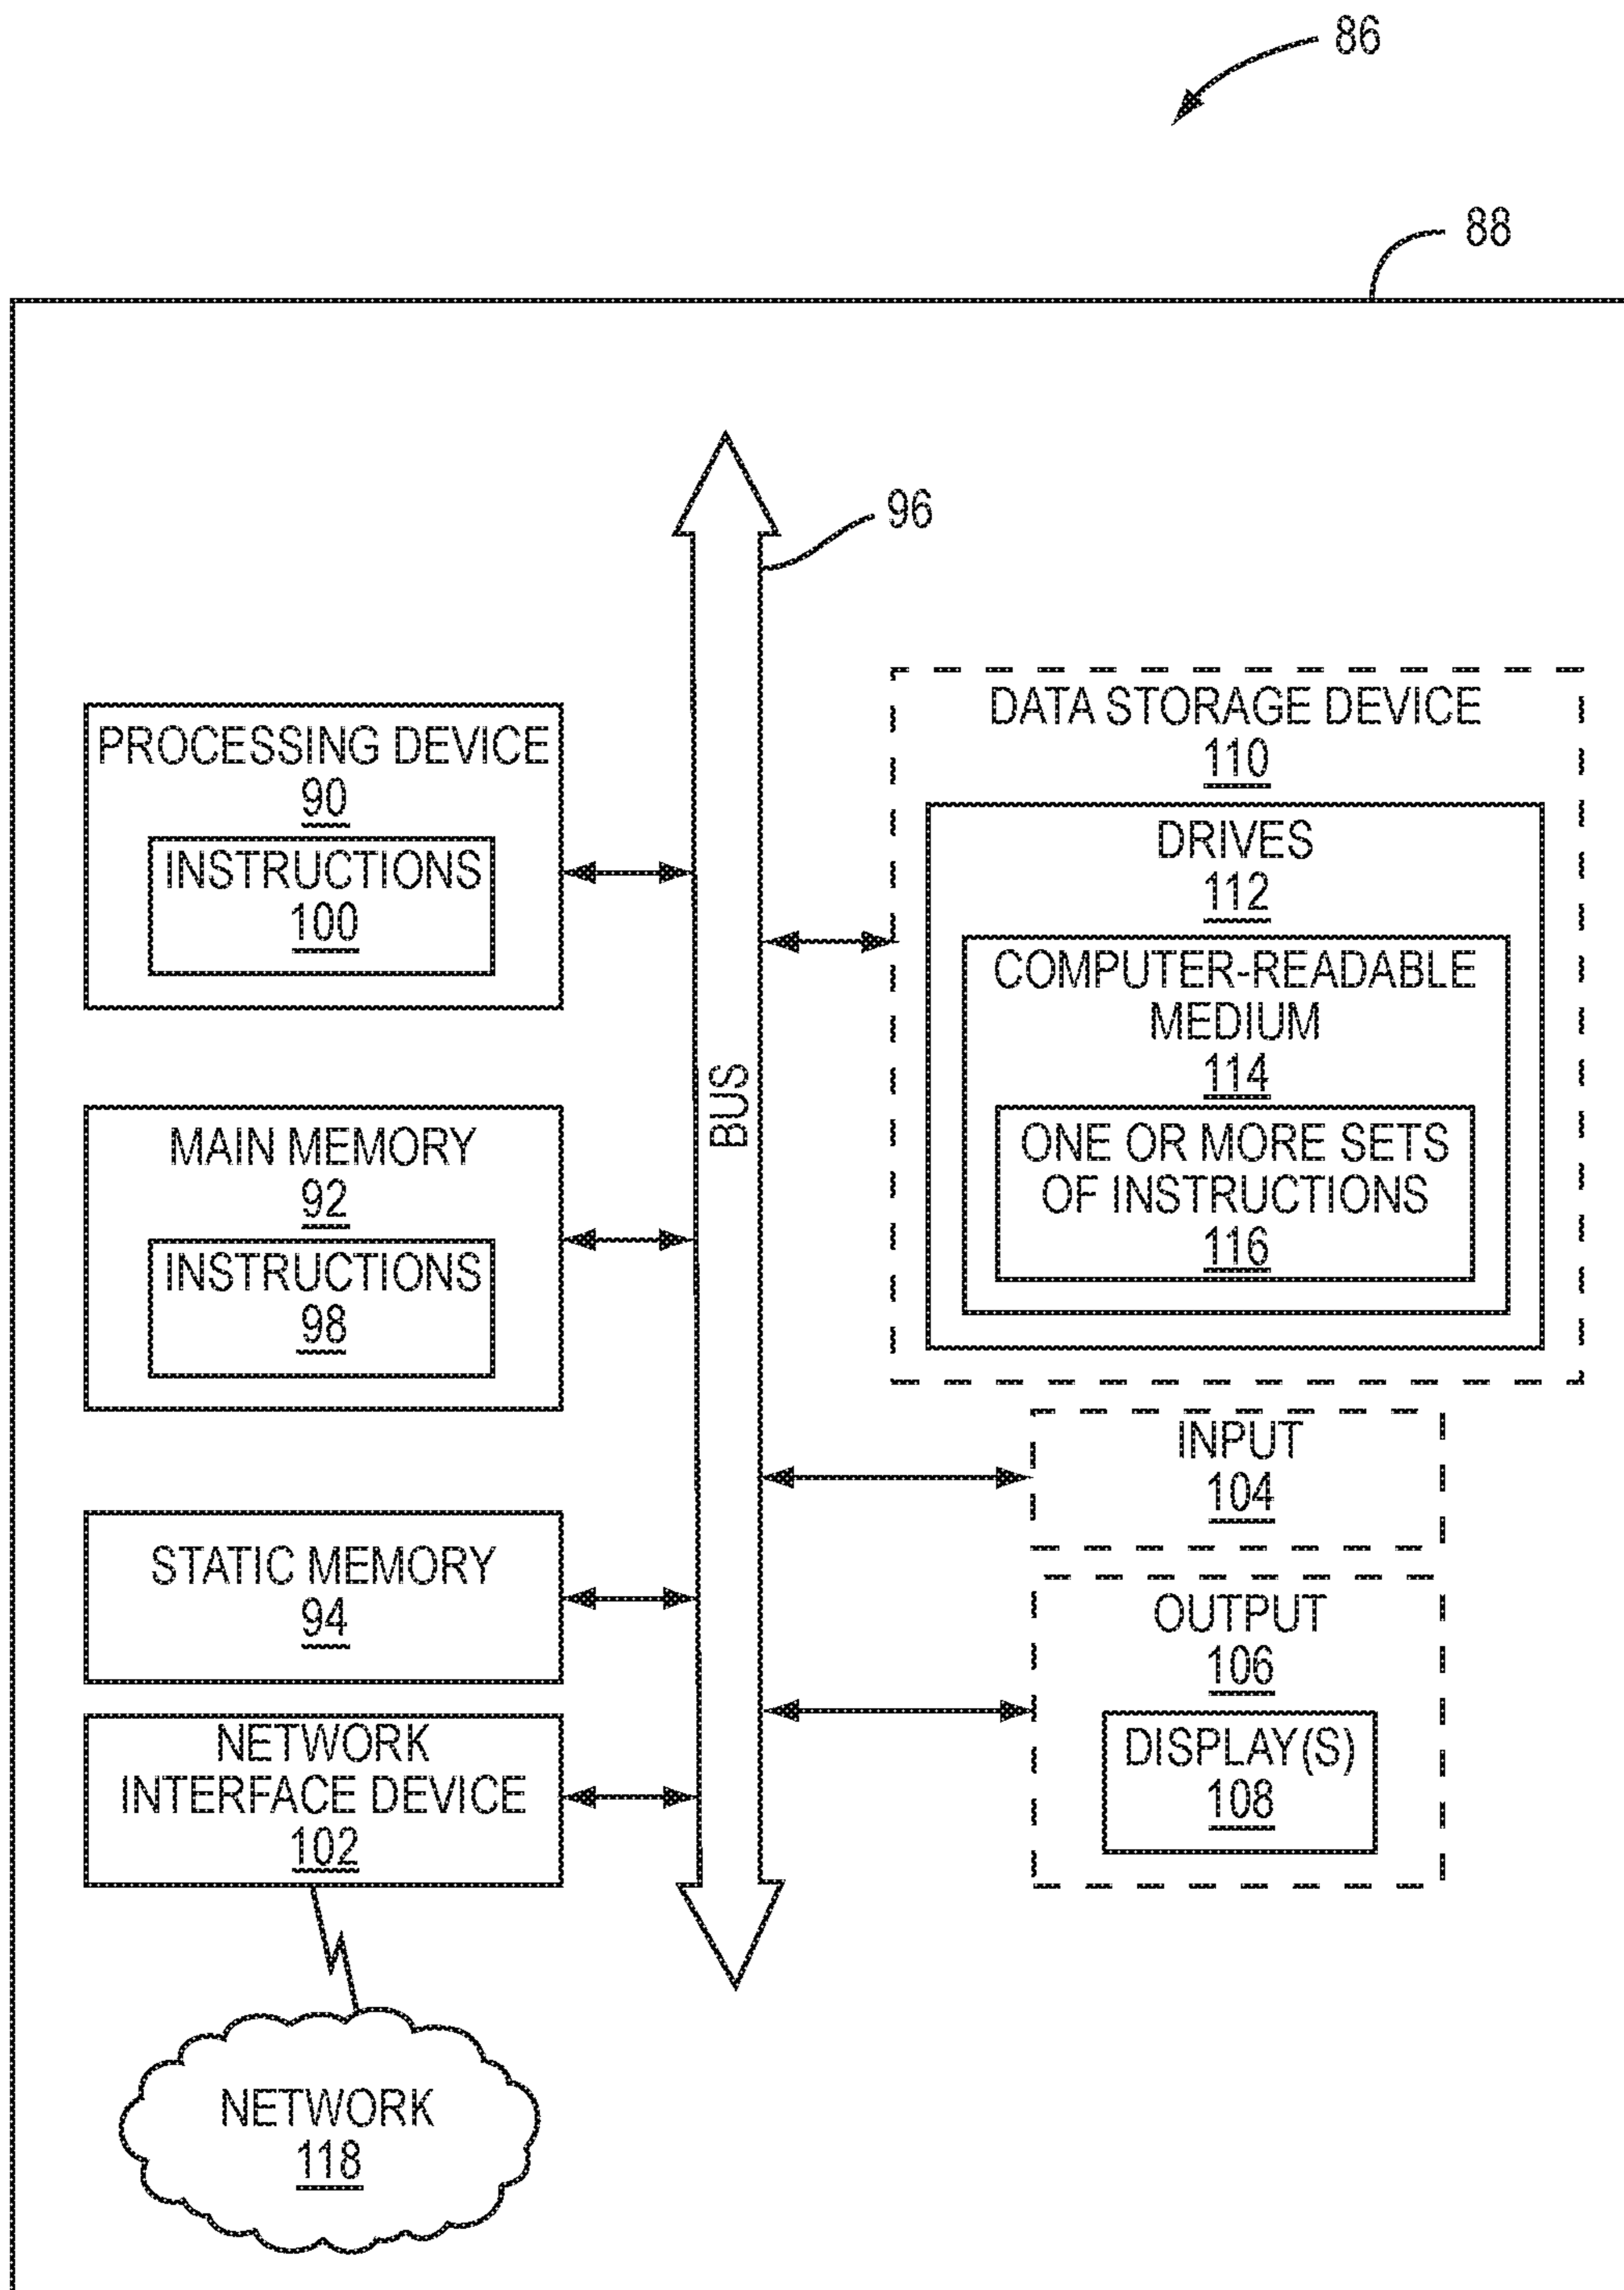 86
88
96
PROCESSING DEVICE
90
INSTRUCTIONS
100
MAIN MEMORY
92
INSTRUCTIONS
98
STATIC MEMORY
94
NETWORK
INTERFACE DEVICE
102
NETWORK
118
BUS
DATA STORAGE DEVICE
110
DRIVES
112
COMPUTER-READABLE
MEDIUM
114
ONE OR MORE SETS
OF INSTRUCTIONS
116
INPUT
104
OUTPUT
106
DISPLAY(S)
108